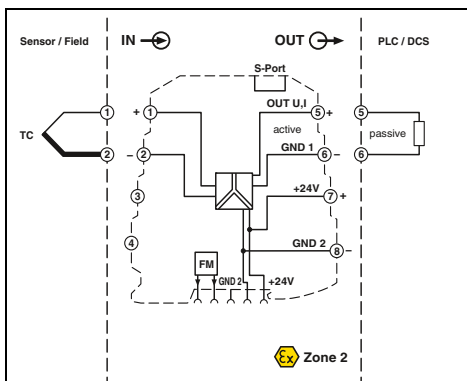 Sensor / Field
IN
OUT
PLC / DCS
S-Port
OUT U,I
1
+ 1
5 +
5
TC
active
passive
GND 1
2
– 2
6 –
6
+24V
3
7 +
GND 2
4
8 –
FM
GND 2
+24V
Ex Zone 2